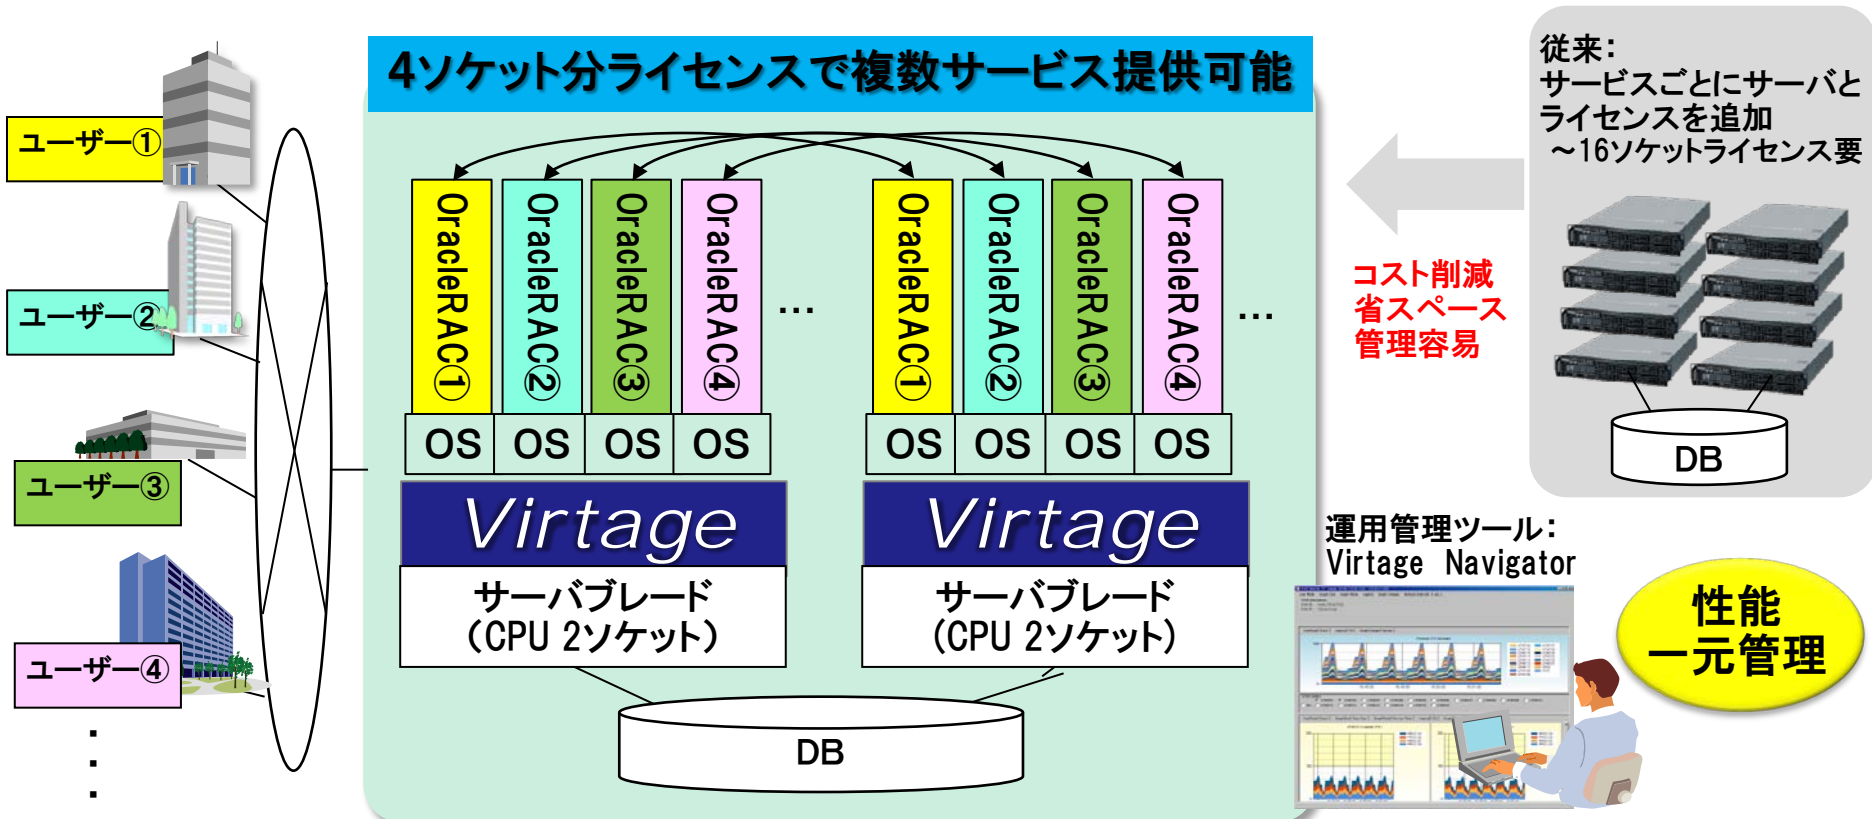 4ソケット分ライセンスで複数サービス提供可能
ユーザー①
ユーザー②
ユーザー③
ユーザー④
・
・
・
OracleRAC①
OracleRAC②
OracleRAC③
OracleRAC④
…
OracleRAC①
OracleRAC②
OracleRAC③
OracleRAC④
…
OS OS OS OS
OS OS OS OS
Virtage
Virtage
サーバブレード
(CPU 2ソケット)
サーバブレード
(CPU 2ソケット)
DB
従来：
サービスごとにサーバと
ライセンスを追加
～16ソケットライセンス要
コスト削減
省スペース
管理容易
DB
運用管理ツール：
Virtage Navigator
性能
一元管理